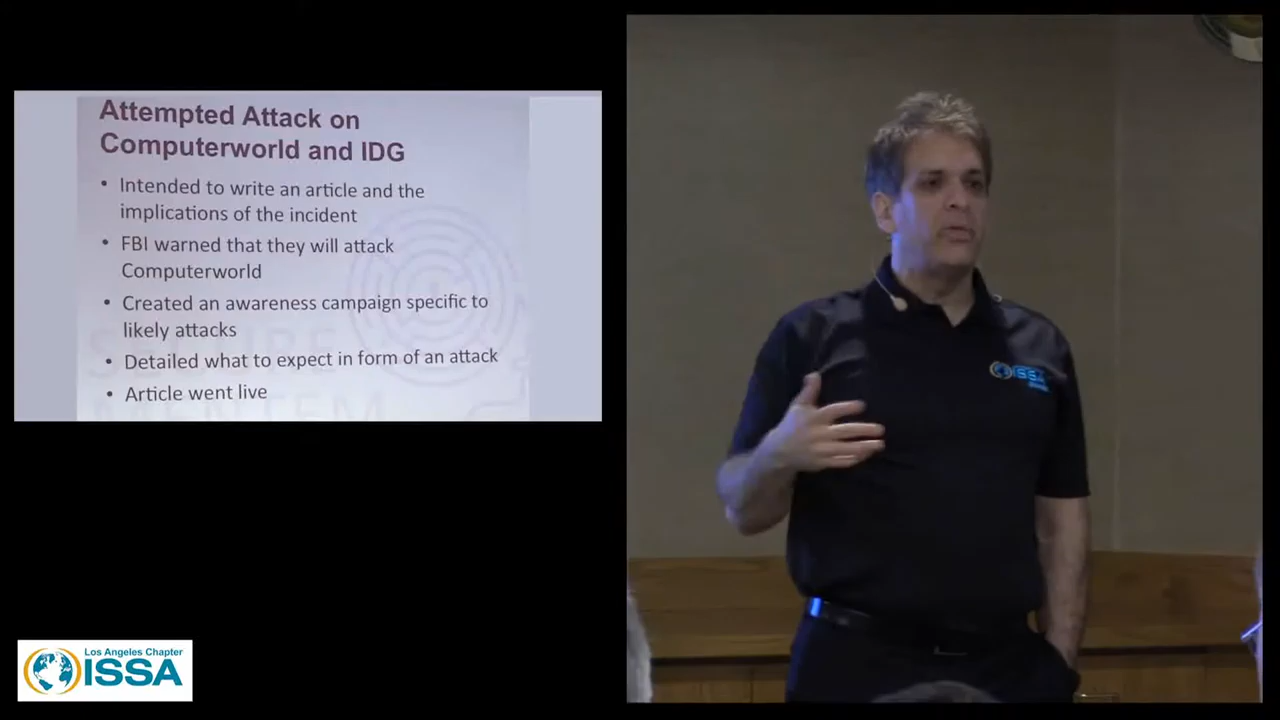 Attempted Attack on
Computerworld and IDG
• Intended to write an article and the
implications of the incident
• FBI warned that they will attack
Computerworld
• Created an awareness campaign specific to
likely attacks
• Detailed what to expect in form of an attack
• Article went live
ISSA
Los Angeles Chapter
ISSA